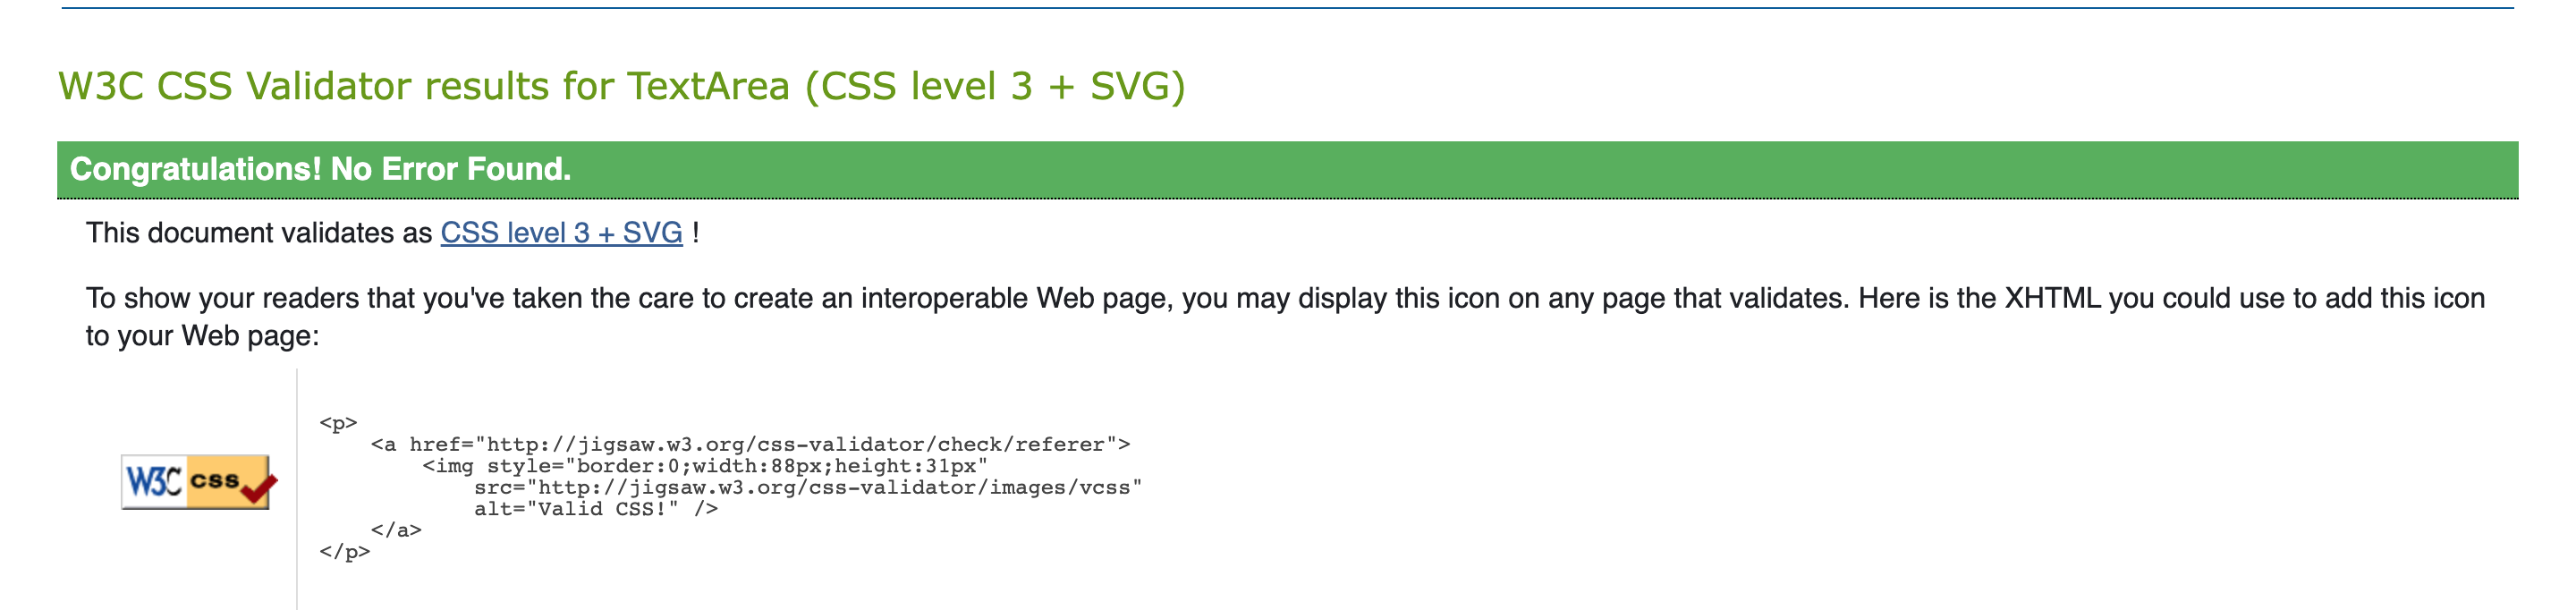 W3C CSS Validator results for TextArea (CSS level 3 + SVG)
Congratulations! No Error Found.
This document validates as CSS level 3 + SVG !
To show your readers that you've taken the care to create an interoperable Web page, you may display this icon on any page that validates. Here is the XHTML you could use to add this icon
to your Web page:
W3C css
<p>
    <a href="http://jigsaw.w3.org/css-validator/check/referer">
        <img style="border:0;width:88px;height:31px"
            src="http://jigsaw.w3.org/css-validator/images/vcss"
            alt="Valid CSS!" />
    </a>
</p>